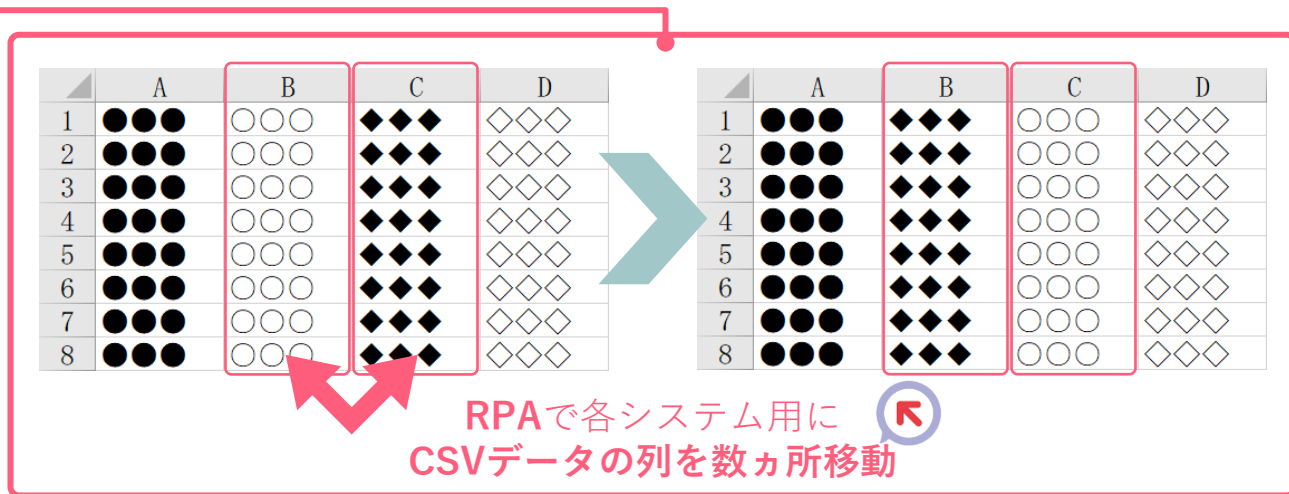 A B C D
1 ●●● ○○○ ◆◆◆ ◇◇◇
2 ●●● ○○○ ◆◆◆ ◇◇◇
3 ●●● ○○○ ◆◆◆ ◇◇◇
4 ●●● ○○○ ◆◆◆ ◇◇◇
5 ●●● ○○○ ◆◆◆ ◇◇◇
6 ●●● ○○○ ◆◆◆ ◇◇◇
7 ●●● ○○○ ◆◆◆ ◇◇◇
8 ●●● ○○○ ◆◆◆ ◇◇◇
A B C D
1 ●●● ◆◆◆ ○○○ ◇◇◇
2 ●●● ◆◆◆ ○○○ ◇◇◇
3 ●●● ◆◆◆ ○○○ ◇◇◇
4 ●●● ◆◆◆ ○○○ ◇◇◇
5 ●●● ◆◆◆ ○○○ ◇◇◇
6 ●●● ◆◆◆ ○○○ ◇◇◇
7 ●●● ◆◆◆ ○○○ ◇◇◇
8 ●●● ◆◆◆ ○○○ ◇◇◇
RPAで各システム用に
CSVデータの列を数ヵ所移動